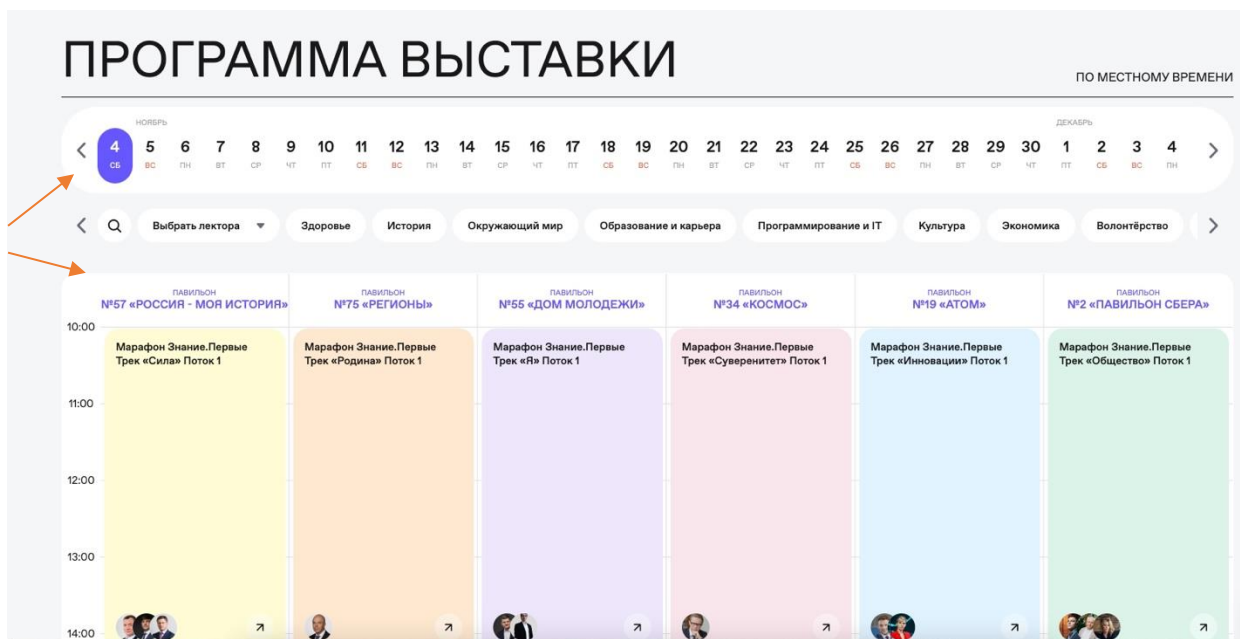 ПРОГРАММА ВЫСТАВКИ
ПО МЕСТНОМУ ВРЕМЕНИ
НОЯБРЬ ДЕКАБРЬ
4 5 6 7 8 9 10 11 12 13 14 15 16 17 18 19 20 21 22 23 24 25 26 27 28 29 30 1 2 3 4
СБ ВС ПН ВТ СР ЧТ ПТ СБ ВС ПН ВТ СР ЧТ ПТ СБ ВС ПН ВТ СР ЧТ ПТ СБ ВС ПН ВТ СР ЧТ ПТ СБ ВС ПН
Выбрать лектора Здоровье История Окружающий мир Образование и карьера Программирование и IT Культура Экономика Волонтёрство
ПАВИЛЬОН ПАВИЛЬОН ПАВИЛЬОН ПАВИЛЬОН ПАВИЛЬОН ПАВИЛЬОН
№57 «РОССИЯ - МОЯ ИСТОРИЯ» №75 «РЕГИОНЫ» №55 «ДОМ МОЛОДЕЖИ» №34 «КОСМОС» №19 «АТОМ» №2 «ПАВИЛЬОН СБЕРА»
10:00
Марафон Знание.Первые Марафон Знание.Первые Марафон Знание.Первые Марафон Знание.Первые Марафон Знание.Первые Марафон Знание.Первые
Трек «Сила» Поток 1 Трек «Родина» Поток 1 Трек «Я» Поток 1 Трек «Суверенитет» Поток 1 Трек «Инновации» Поток 1 Трек «Общество» Поток 1
11:00
12:00
13:00
14:00